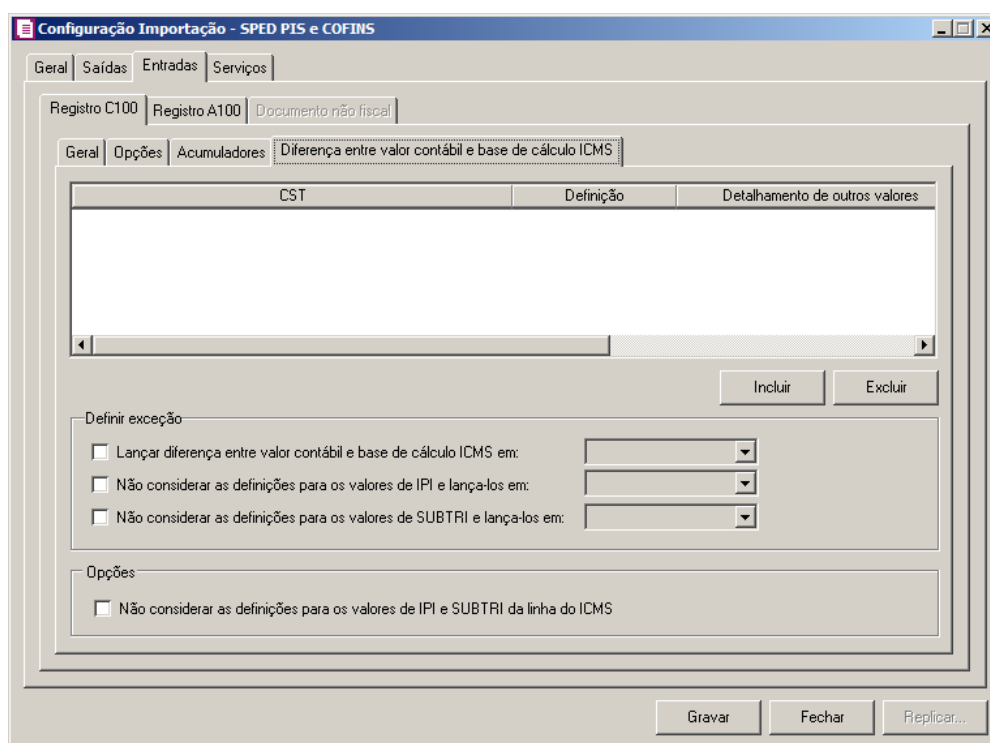 Configuração Importação - SPED PIS e COFINS
Geral Saídas Entradas Serviços
Registro C100 Registro A100 Documento não fiscal
Geral Opções Acumuladores Diferença entre valor contábil e base de cálculo ICMS
CST Definição Detalhamento de outros valores
Incluir Excluir
Definir exceção
Lançar diferença entre valor contábil e base de cálculo ICMS em:
Não considerar as definições para os valores de IPI e lança-los em:
Não considerar as definições para os valores de SUBTRI e lança-los em:
Opções
Não considerar as definições para os valores de IPI e SUBTRI da linha do ICMS
Gravar Fechar Replicar...